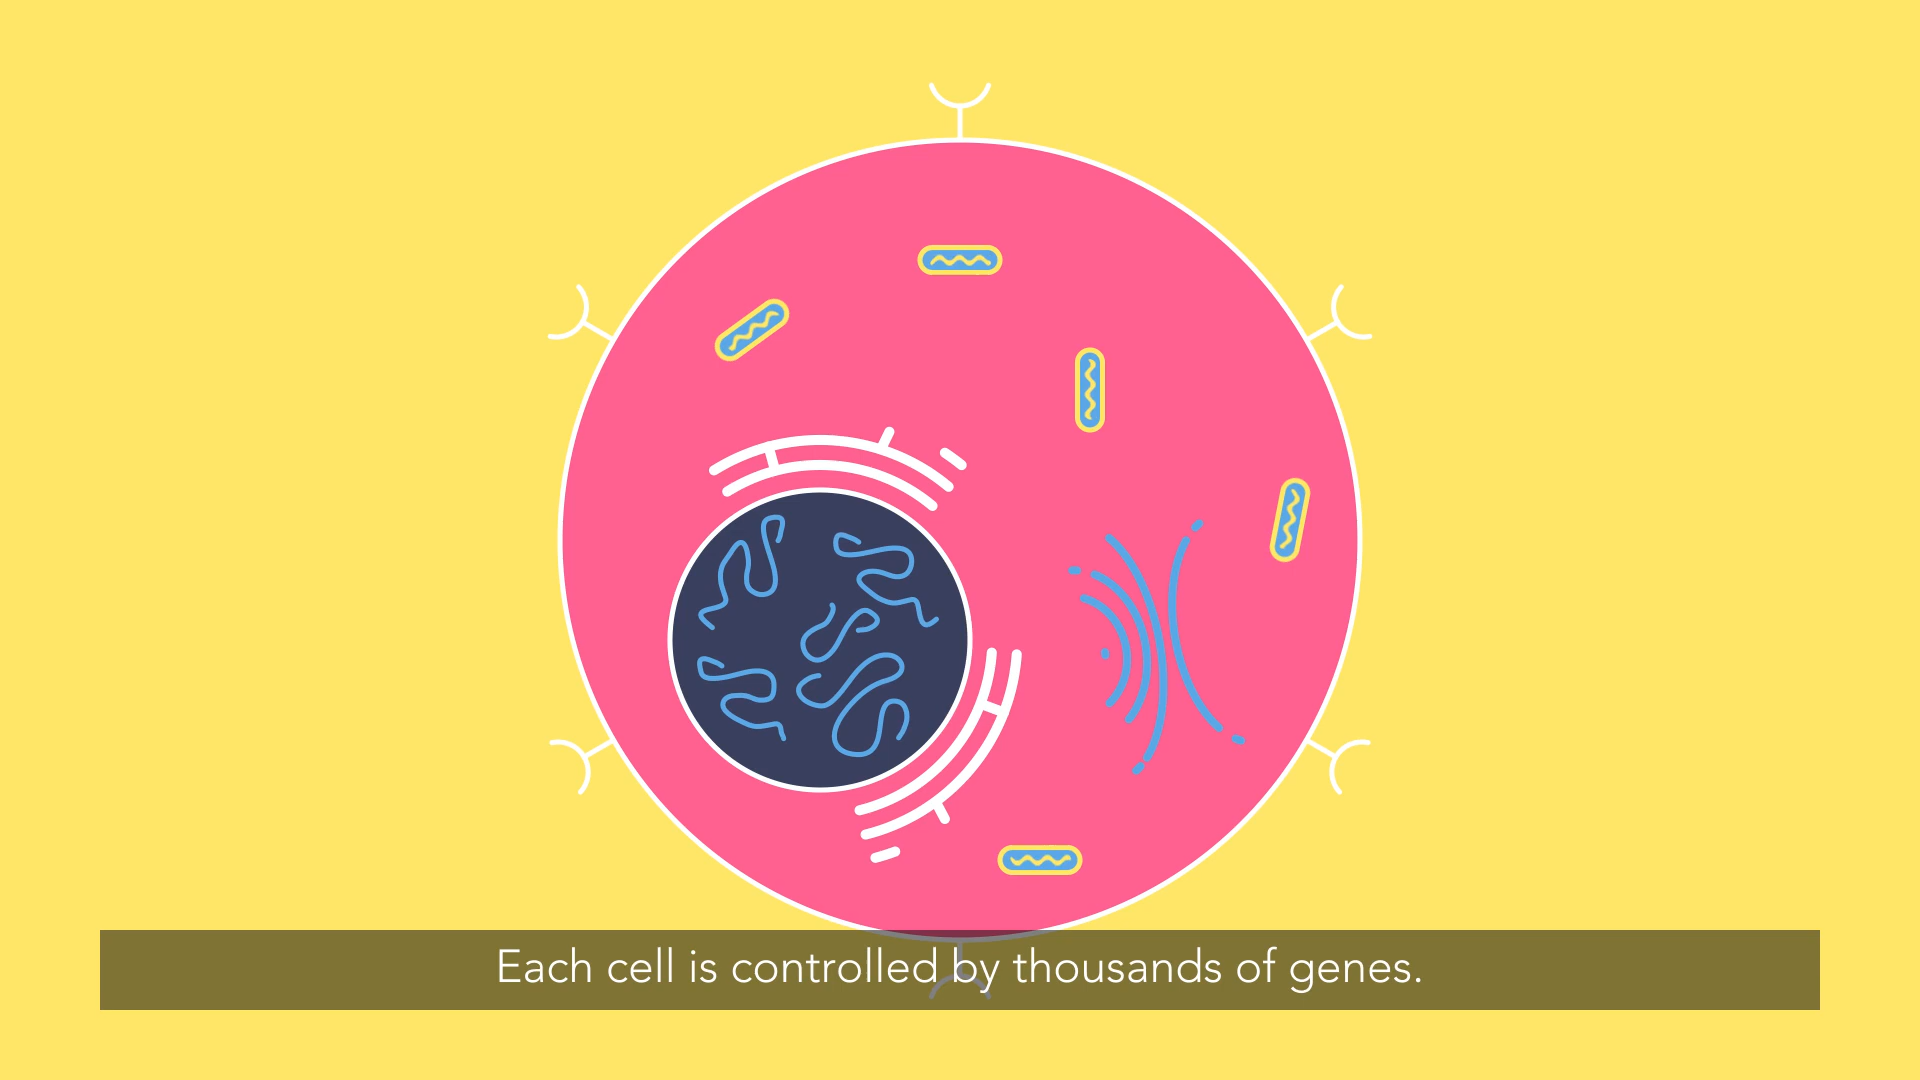 Each cell is controlled by thousands of genes.